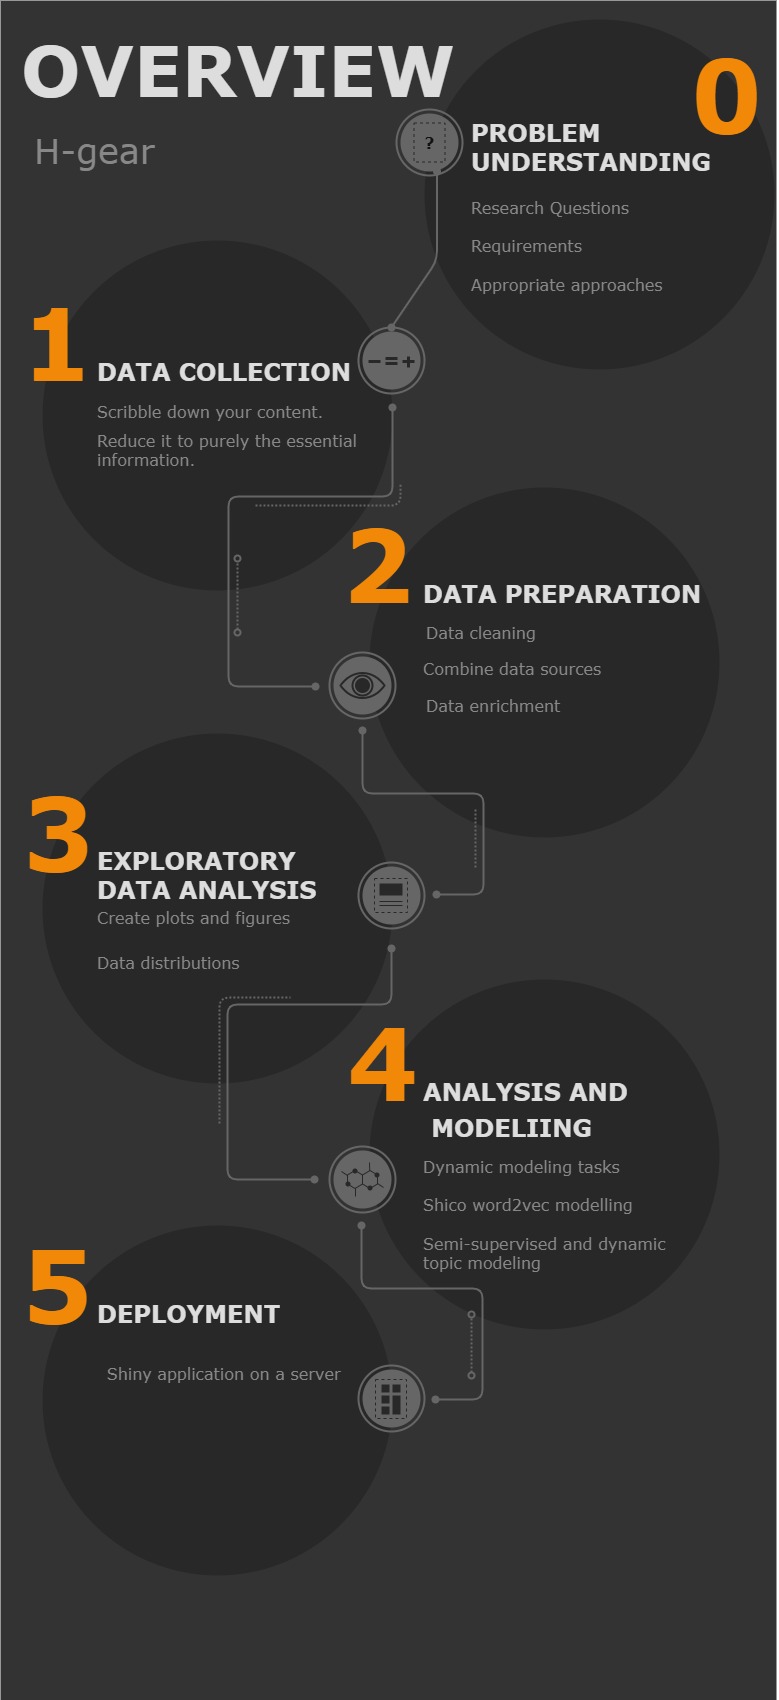 OVERVIEW
H-gear
0
PROBLEM
UNDERSTANDING
?
Research Questions
Requirements
Appropriate approaches
1
DATA COLLECTION
−=+
Scribble down your content.
Reduce it to purely the essential
information.
2
DATA PREPARATION
Data cleaning
Combine data sources
Data enrichment
3
EXPLORATORY
DATA ANALYSIS
Create plots and figures
Data distributions
4
ANALYSIS AND
MODELIING
Dynamic modeling tasks
Shico word2vec modelling
Semi-supervised and dynamic
topic modeling
5
DEPLOYMENT
Shiny application on a server